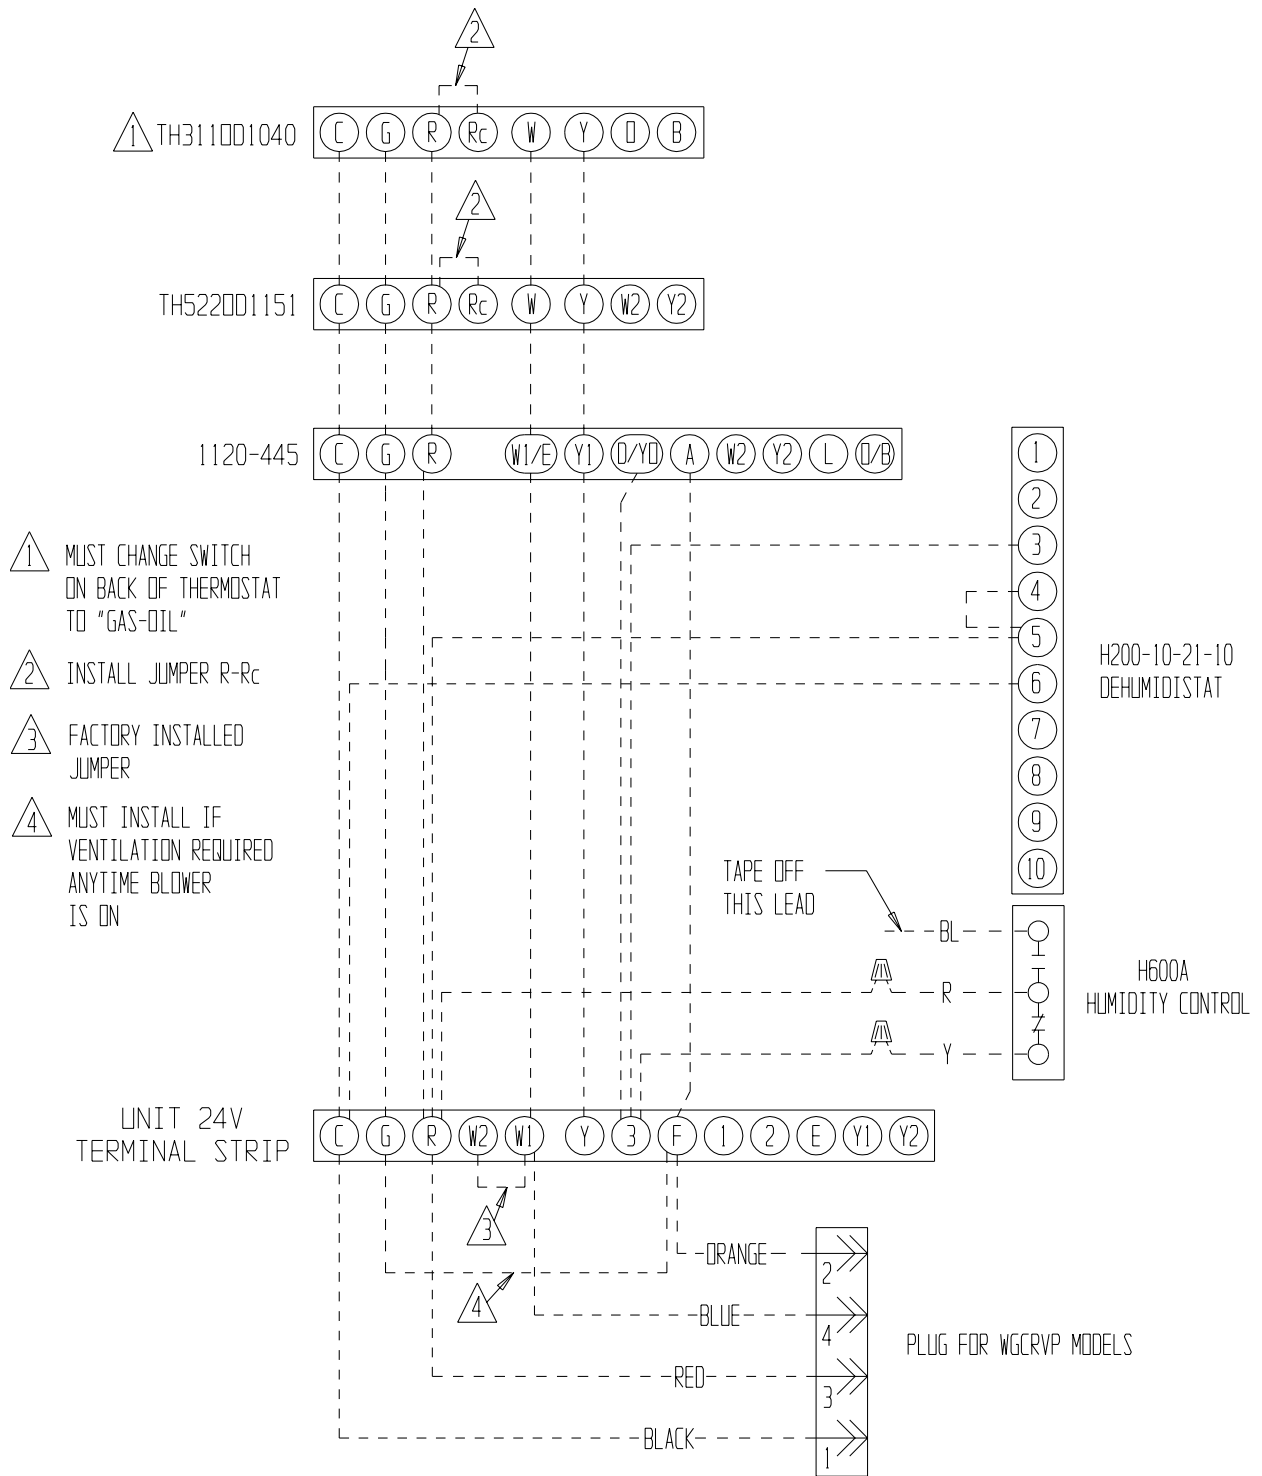 2
1 TH3110D1040 C G R Rc W Y O B
2
TH5220D1151 C G R Rc W Y W2 Y2
1120-445 C G R W1/E Y1 D/YO A W2 Y2 L O/B
1
2
3
4
5
6
7
8
9
10
H200-10-21-10
DEHUMIDISTAT
1 MUST CHANGE SWITCH
ON BACK OF THERMOSTAT
TO "GAS-OIL"
2 INSTALL JUMPER R-Rc
3 FACTORY INSTALLED
JUMPER
4 MUST INSTALL IF
VENTILATION REQUIRED
ANYTIME BLOWER
IS ON
TAPE OFF
THIS LEAD
BL
R
Y
H600A
HUMIDITY CONTROL
UNIT 24V
TERMINAL STRIP
C G R W2 W1 Y 3 F 1 2 E Y1 Y2
3
4
ORANGE 2
BLUE 4
RED 3
BLACK 1
PLUG FOR WGCRVP MODELS